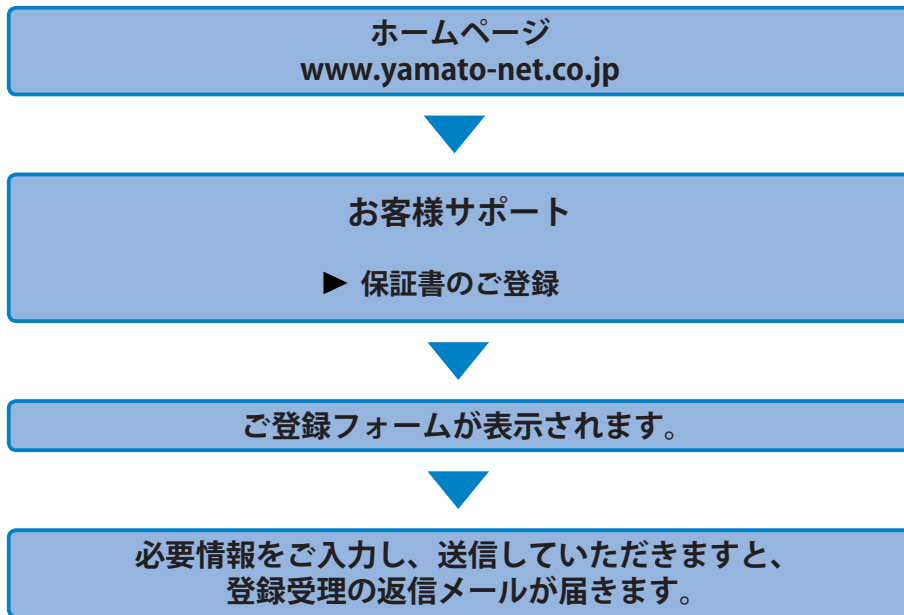 ホームページ
www.yamato-net.co.jp
お客様サポート
▶ 保証書のご登録
ご登録フォームが表示されます。
必要情報をご入力し、送信していただきますと、
登録受理の返信メールが届きます。